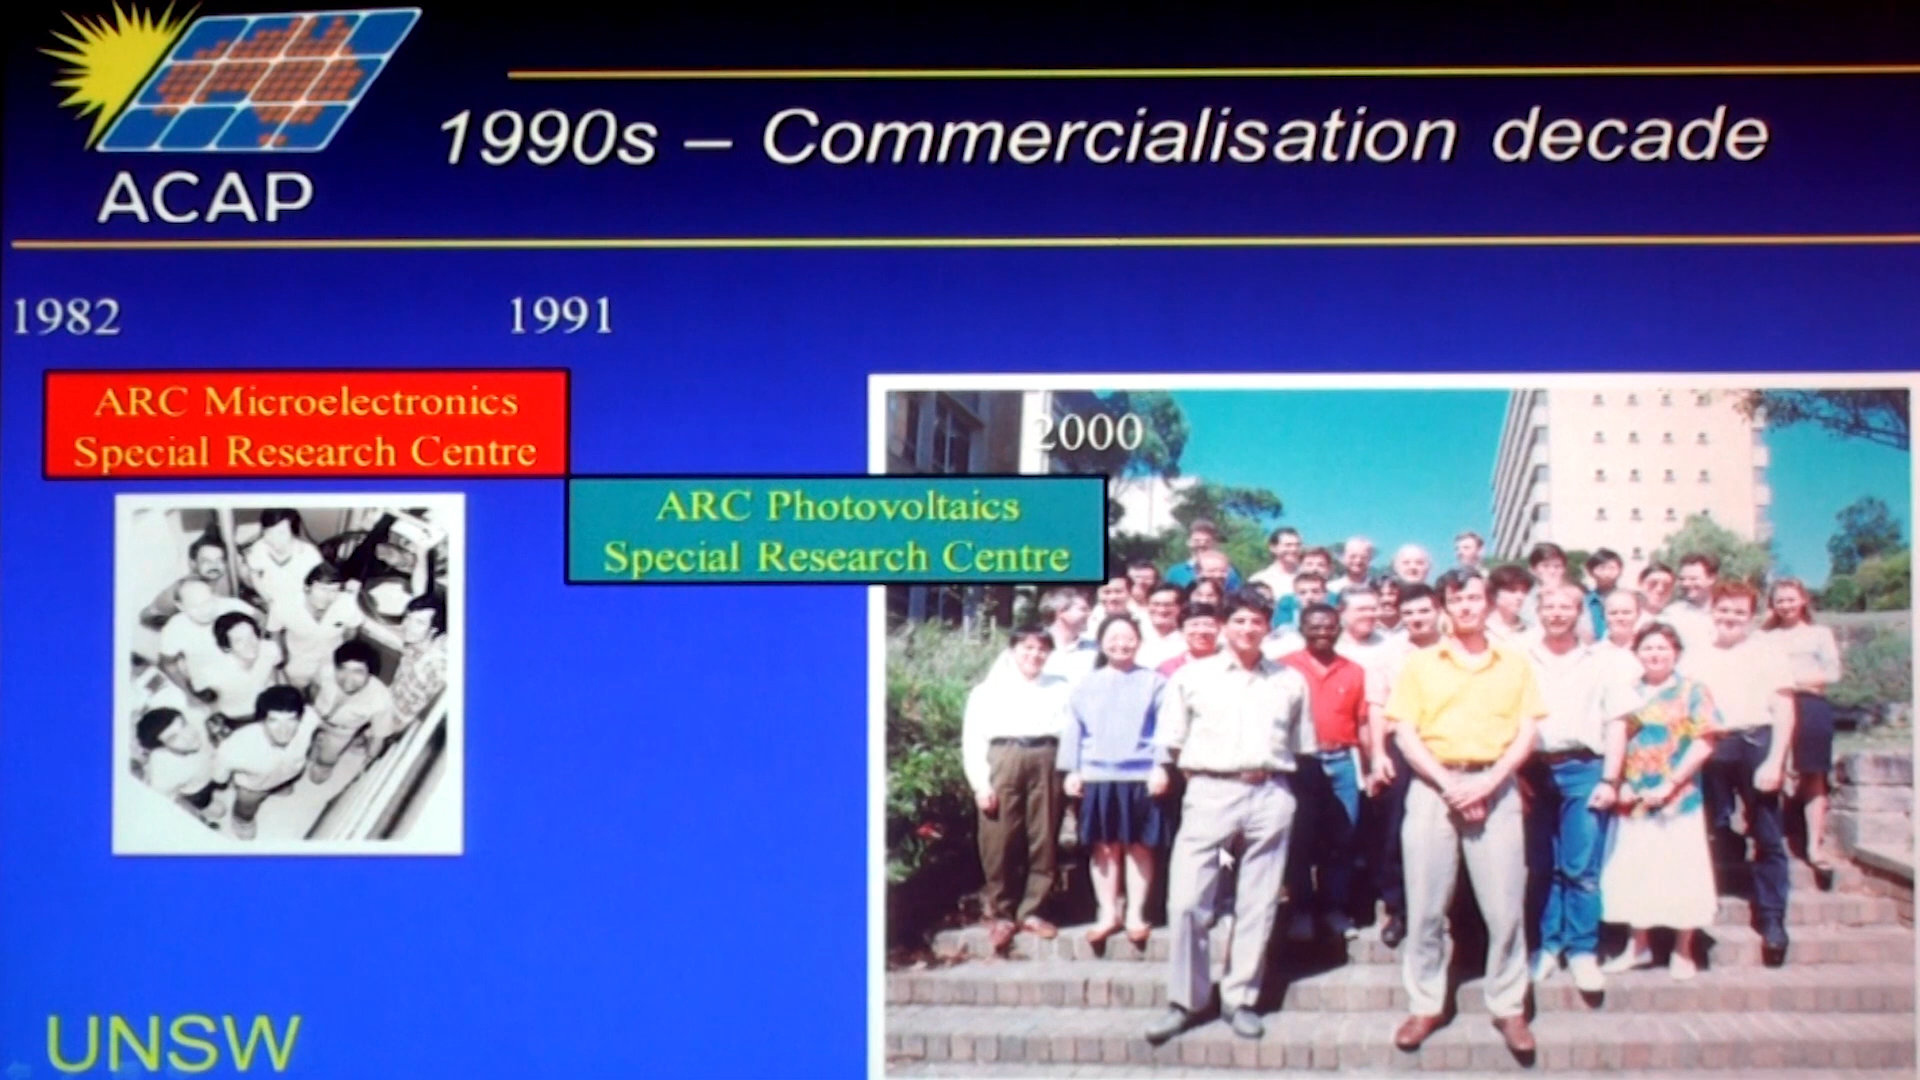 ACAP
1990s – Commercialisation decade
1982
1991
2000
ARC Microelectronics
Special Research Centre
ARC Photovoltaics
Special Research Centre
UNSW